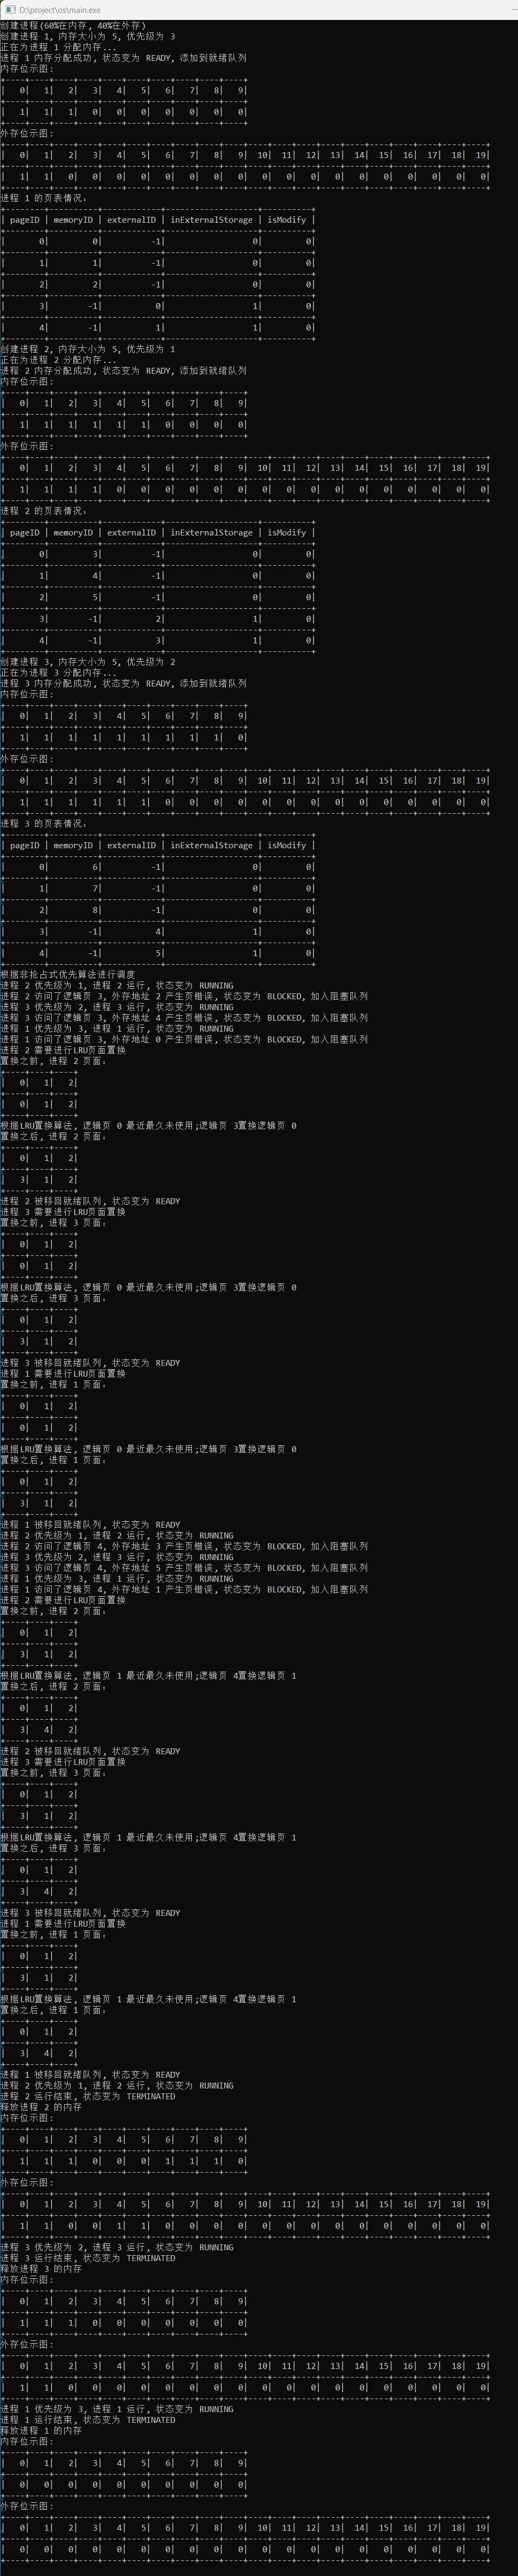 D:\project\os\main.exe
创建进程(60%在内存, 40%在外存)
创建进程 1, 内存大小为 5, 优先级为 3
正在为进程 1 分配内存...
进程 1 内存分配成功, 状态变为 READY, 添加到就绪队列
内存位示图:
| 0| 1| 2| 3| 4| 5| 6| 7| 8| 9|
| 1| 1| 1| 0| 0| 0| 0| 0| 0| 0|
外存位示图:
| 0| 1| 2| 3| 4| 5| 6| 7| 8| 9| 10| 11| 12| 13| 14| 15| 16| 17| 18| 19|
| 1| 1| 0| 0| 0| 0| 0| 0| 0| 0| 0| 0| 0| 0| 0| 0| 0| 0| 0| 0|
进程 1 的页表情况:
| pageID | memoryID | externalID | inExternalStorage | isModify |
| 0| 0| -1| 0| 0|
| 1| 1| -1| 0| 0|
| 2| 2| -1| 0| 0|
| 3| -1| 0| 1| 0|
| 4| -1| 1| 1| 0|
创建进程 2, 内存大小为 5, 优先级为 1
正在为进程 2 分配内存...
进程 2 内存分配成功, 状态变为 READY, 添加到就绪队列
内存位示图:
| 0| 1| 2| 3| 4| 5| 6| 7| 8| 9|
| 1| 1| 1| 1| 1| 1| 0| 0| 0| 0|
外存位示图:
| 0| 1| 2| 3| 4| 5| 6| 7| 8| 9| 10| 11| 12| 13| 14| 15| 16| 17| 18| 19|
| 1| 1| 1| 1| 0| 0| 0| 0| 0| 0| 0| 0| 0| 0| 0| 0| 0| 0| 0| 0|
进程 2 的页表情况:
| pageID | memoryID | externalID | inExternalStorage | isModify |
| 0| 3| -1| 0| 0|
| 1| 4| -1| 0| 0|
| 2| 5| -1| 0| 0|
| 3| -1| 2| 1| 0|
| 4| -1| 3| 1| 0|
创建进程 3, 内存大小为 5, 优先级为 2
正在为进程 3 分配内存...
进程 3 内存分配成功, 状态变为 READY, 添加到就绪队列
内存位示图:
| 0| 1| 2| 3| 4| 5| 6| 7| 8| 9|
| 1| 1| 1| 1| 1| 1| 1| 1| 1| 0|
外存位示图:
| 0| 1| 2| 3| 4| 5| 6| 7| 8| 9| 10| 11| 12| 13| 14| 15| 16| 17| 18| 19|
| 1| 1| 1| 1| 1| 1| 0| 0| 0| 0| 0| 0| 0| 0| 0| 0| 0| 0| 0| 0|
进程 3 的页表情况:
| pageID | memoryID | externalID | inExternalStorage | isModify |
| 0| 6| -1| 0| 0|
| 1| 7| -1| 0| 0|
| 2| 8| -1| 0| 0|
| 3| -1| 4| 1| 0|
| 4| -1| 5| 1| 0|
根据非抢占式优先算法进行调度
进程 2 优先级为 1, 进程 2 运行, 状态变为 RUNNING
进程 2 访问了逻辑页 3, 外存地址 2 产生页错误, 状态变为 BLOCKED, 加入阻塞队列
进程 3 优先级为 2, 进程 3 运行, 状态变为 RUNNING
进程 3 访问了逻辑页 3, 外存地址 4 产生页错误, 状态变为 BLOCKED, 加入阻塞队列
进程 1 优先级为 3, 进程 1 运行, 状态变为 RUNNING
进程 1 访问了逻辑页 3, 外存地址 0 产生页错误, 状态变为 BLOCKED, 加入阻塞队列
进程 2 需要进行LRU页面置换
置换之前, 进程 2 页面:
| 0| 1| 2|
| 0| 1| 2|
根据LRU置换算法, 逻辑页 0 最近最久未使用;逻辑页 3置换逻辑页 0
置换之后, 进程 2 页面:
| 0| 1| 2|
| 3| 1| 2|
进程 2 被移回就绪队列, 状态变为 READY
进程 3 需要进行LRU页面置换
置换之前, 进程 3 页面:
| 0| 1| 2|
| 0| 1| 2|
根据LRU置换算法, 逻辑页 0 最近最久未使用;逻辑页 3置换逻辑页 0
置换之后, 进程 3 页面:
| 0| 1| 2|
| 3| 1| 2|
进程 3 被移回就绪队列, 状态变为 READY
进程 1 需要进行LRU页面置换
置换之前, 进程 1 页面:
| 0| 1| 2|
| 0| 1| 2|
根据LRU置换算法, 逻辑页 0 最近最久未使用;逻辑页 3置换逻辑页 0
置换之后, 进程 1 页面:
| 0| 1| 2|
| 3| 1| 2|
进程 1 被移回就绪队列, 状态变为 READY
进程 2 优先级为 1, 进程 2 运行, 状态变为 RUNNING
进程 2 访问了逻辑页 4, 外存地址 3 产生页错误, 状态变为 BLOCKED, 加入阻塞队列
进程 3 优先级为 2, 进程 3 运行, 状态变为 RUNNING
进程 3 访问了逻辑页 4, 外存地址 5 产生页错误, 状态变为 BLOCKED, 加入阻塞队列
进程 1 优先级为 3, 进程 1 运行, 状态变为 RUNNING
进程 1 访问了逻辑页 4, 外存地址 1 产生页错误, 状态变为 BLOCKED, 加入阻塞队列
进程 2 需要进行LRU页面置换
置换之前, 进程 2 页面:
| 0| 1| 2|
| 3| 1| 2|
根据LRU置换算法, 逻辑页 1 最近最久未使用;逻辑页 4置换逻辑页 1
置换之后, 进程 2 页面:
| 0| 1| 2|
| 3| 4| 2|
进程 2 被移回就绪队列, 状态变为 READY
进程 3 需要进行LRU页面置换
置换之前, 进程 3 页面:
| 0| 1| 2|
| 3| 1| 2|
根据LRU置换算法, 逻辑页 1 最近最久未使用;逻辑页 4置换逻辑页 1
置换之后, 进程 3 页面:
| 0| 1| 2|
| 3| 4| 2|
进程 3 被移回就绪队列, 状态变为 READY
进程 1 需要进行LRU页面置换
置换之前, 进程 1 页面:
| 0| 1| 2|
| 3| 1| 2|
根据LRU置换算法, 逻辑页 1 最近最久未使用;逻辑页 4置换逻辑页 1
置换之后, 进程 1 页面:
| 0| 1| 2|
| 3| 4| 2|
进程 1 被移回就绪队列, 状态变为 READY
进程 2 优先级为 1, 进程 2 运行, 状态变为 RUNNING
进程 2 运行结束, 状态变为 TERMINATED
释放进程 2 的内存
内存位示图:
| 0| 1| 2| 3| 4| 5| 6| 7| 8| 9|
| 1| 1| 1| 0| 0| 0| 1| 1| 1| 0|
外存位示图:
| 0| 1| 2| 3| 4| 5| 6| 7| 8| 9| 10| 11| 12| 13| 14| 15| 16| 17| 18| 19|
| 1| 1| 0| 0| 1| 1| 0| 0| 0| 0| 0| 0| 0| 0| 0| 0| 0| 0| 0| 0|
进程 3 优先级为 2, 进程 3 运行, 状态变为 RUNNING
进程 3 运行结束, 状态变为 TERMINATED
释放进程 3 的内存
内存位示图:
| 0| 1| 2| 3| 4| 5| 6| 7| 8| 9|
| 1| 1| 1| 0| 0| 0| 0| 0| 0| 0|
外存位示图:
| 0| 1| 2| 3| 4| 5| 6| 7| 8| 9| 10| 11| 12| 13| 14| 15| 16| 17| 18| 19|
| 1| 1| 0| 0| 0| 0| 0| 0| 0| 0| 0| 0| 0| 0| 0| 0| 0| 0| 0| 0|
进程 1 优先级为 3, 进程 1 运行, 状态变为 RUNNING
进程 1 运行结束, 状态变为 TERMINATED
释放进程 1 的内存
内存位示图:
| 0| 1| 2| 3| 4| 5| 6| 7| 8| 9|
| 0| 0| 0| 0| 0| 0| 0| 0| 0| 0|
外存位示图:
| 0| 1| 2| 3| 4| 5| 6| 7| 8| 9| 10| 11| 12| 13| 14| 15| 16| 17| 18| 19|
| 0| 0| 0| 0| 0| 0| 0| 0| 0| 0| 0| 0| 0| 0| 0| 0| 0| 0| 0| 0|